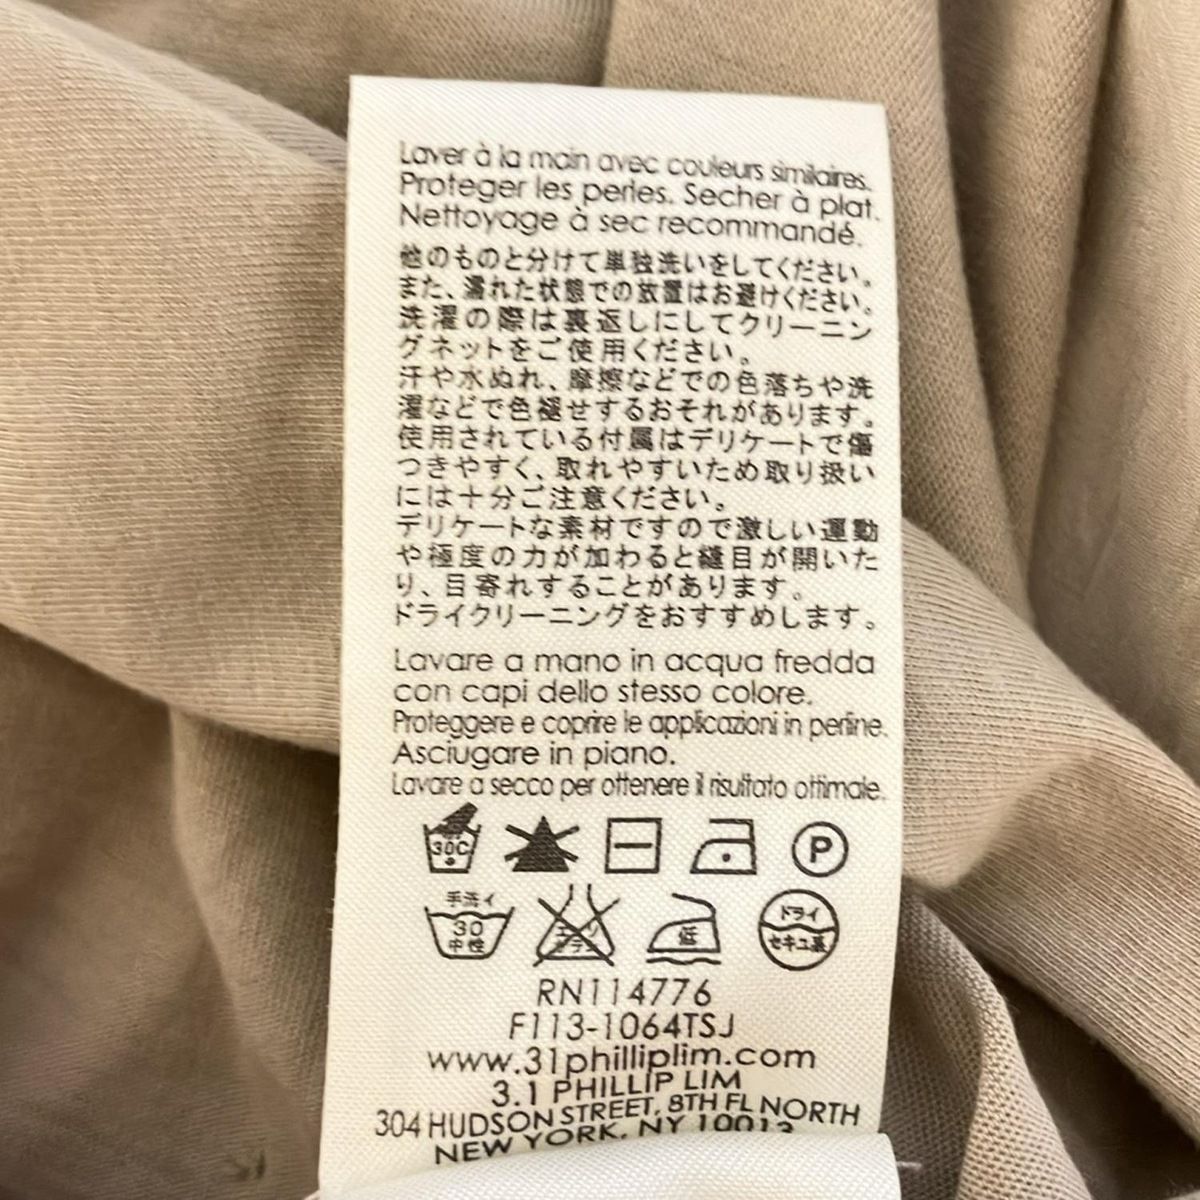 Laver à la main avec couleurs similaires.
Proteger les perles. Secher à plat.
Nettoyage à sec recommandé.
他のものと分けて単独洗いをしてください。
また、濡れた状態での放置はお避けください。
洗濯の際は裏返しにしてクリーニン
グネットをご使用ください。
汗や水ぬれ、摩擦などでの色落ちや洗
濯などで色褪せするおそれがあります。
使用されている付属はデリケートで傷
つきやすく、取れやすいため取り扱い
には十分ご注意ください。
デリケートな素材ですので激しい運動
や極度の力が加わると縫目が開いた
り、目寄れすることがあります。
ドライクリーニングをおすすめします。
Lavare a mano in acqua fredda
con capi dello stesso colore.
Proteggere e coprire le applicazioni in perline.
Asciugare in piano.
Lavare a secco per ottenere il risultato ottimale.
30C P
手洗イ
30
中性
エンソ
サラシ
低
ドライ
セキユ系
RN114776
F113-1064TSJ
www.31philliplim.com
3.1 PHILLIP LIM
304 HUDSON STREET, 8TH FL NORTH
NEW YORK, NY 10013